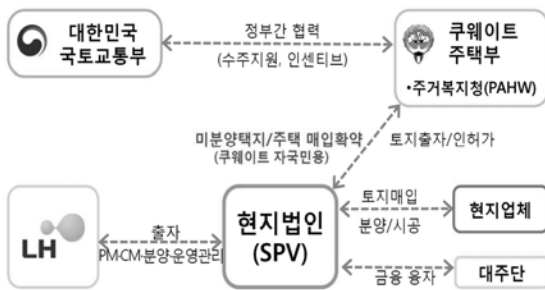 대한민국
국토교통부
정부간 협력
(수주지원, 인센티브)
쿠웨이트
주택부
•주거복지청(PAHW)
미분양택지/주택 매입확약
(쿠웨이트 자국민용)
토지출자/인허가
LH
출자
PM·CM·분양·운영관리
현지법인
(SPV)
토지매입
분양/시공
현지업체
금융 융자
대주단